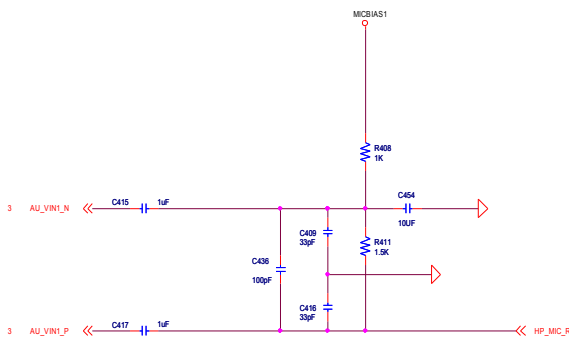 MICBIAS1
R408
1K
C415
1uF
C454
10UF
3 AU_VIN1_N
C409
33pF
R411
1.5K
C436
100pF
C416
33pF
C417
1uF
3 AU_VIN1_P
HP_MIC_R